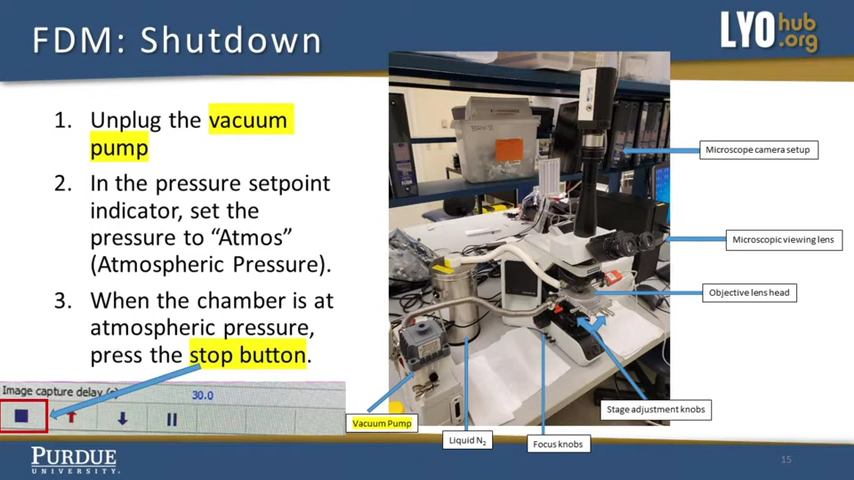 FDM: Shutdown
LYO hub
.org
1. Unplug the vacuum
pump
2. In the pressure setpoint
indicator, set the
pressure to “Atmos”
(Atmospheric Pressure).
3. When the chamber is at
atmospheric pressure,
press the stop button.
Image capture delay (s)
30.0
Microscope camera setup
Microscopic viewing lens
Objective lens head
Stage adjustment knobs
Vacuum Pump
Liquid N₂
Focus knobs
PURDUE
UNIVERSITY®
15